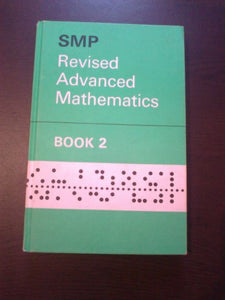 SMP
Revised
Advanced
Mathematics
BOOK 2